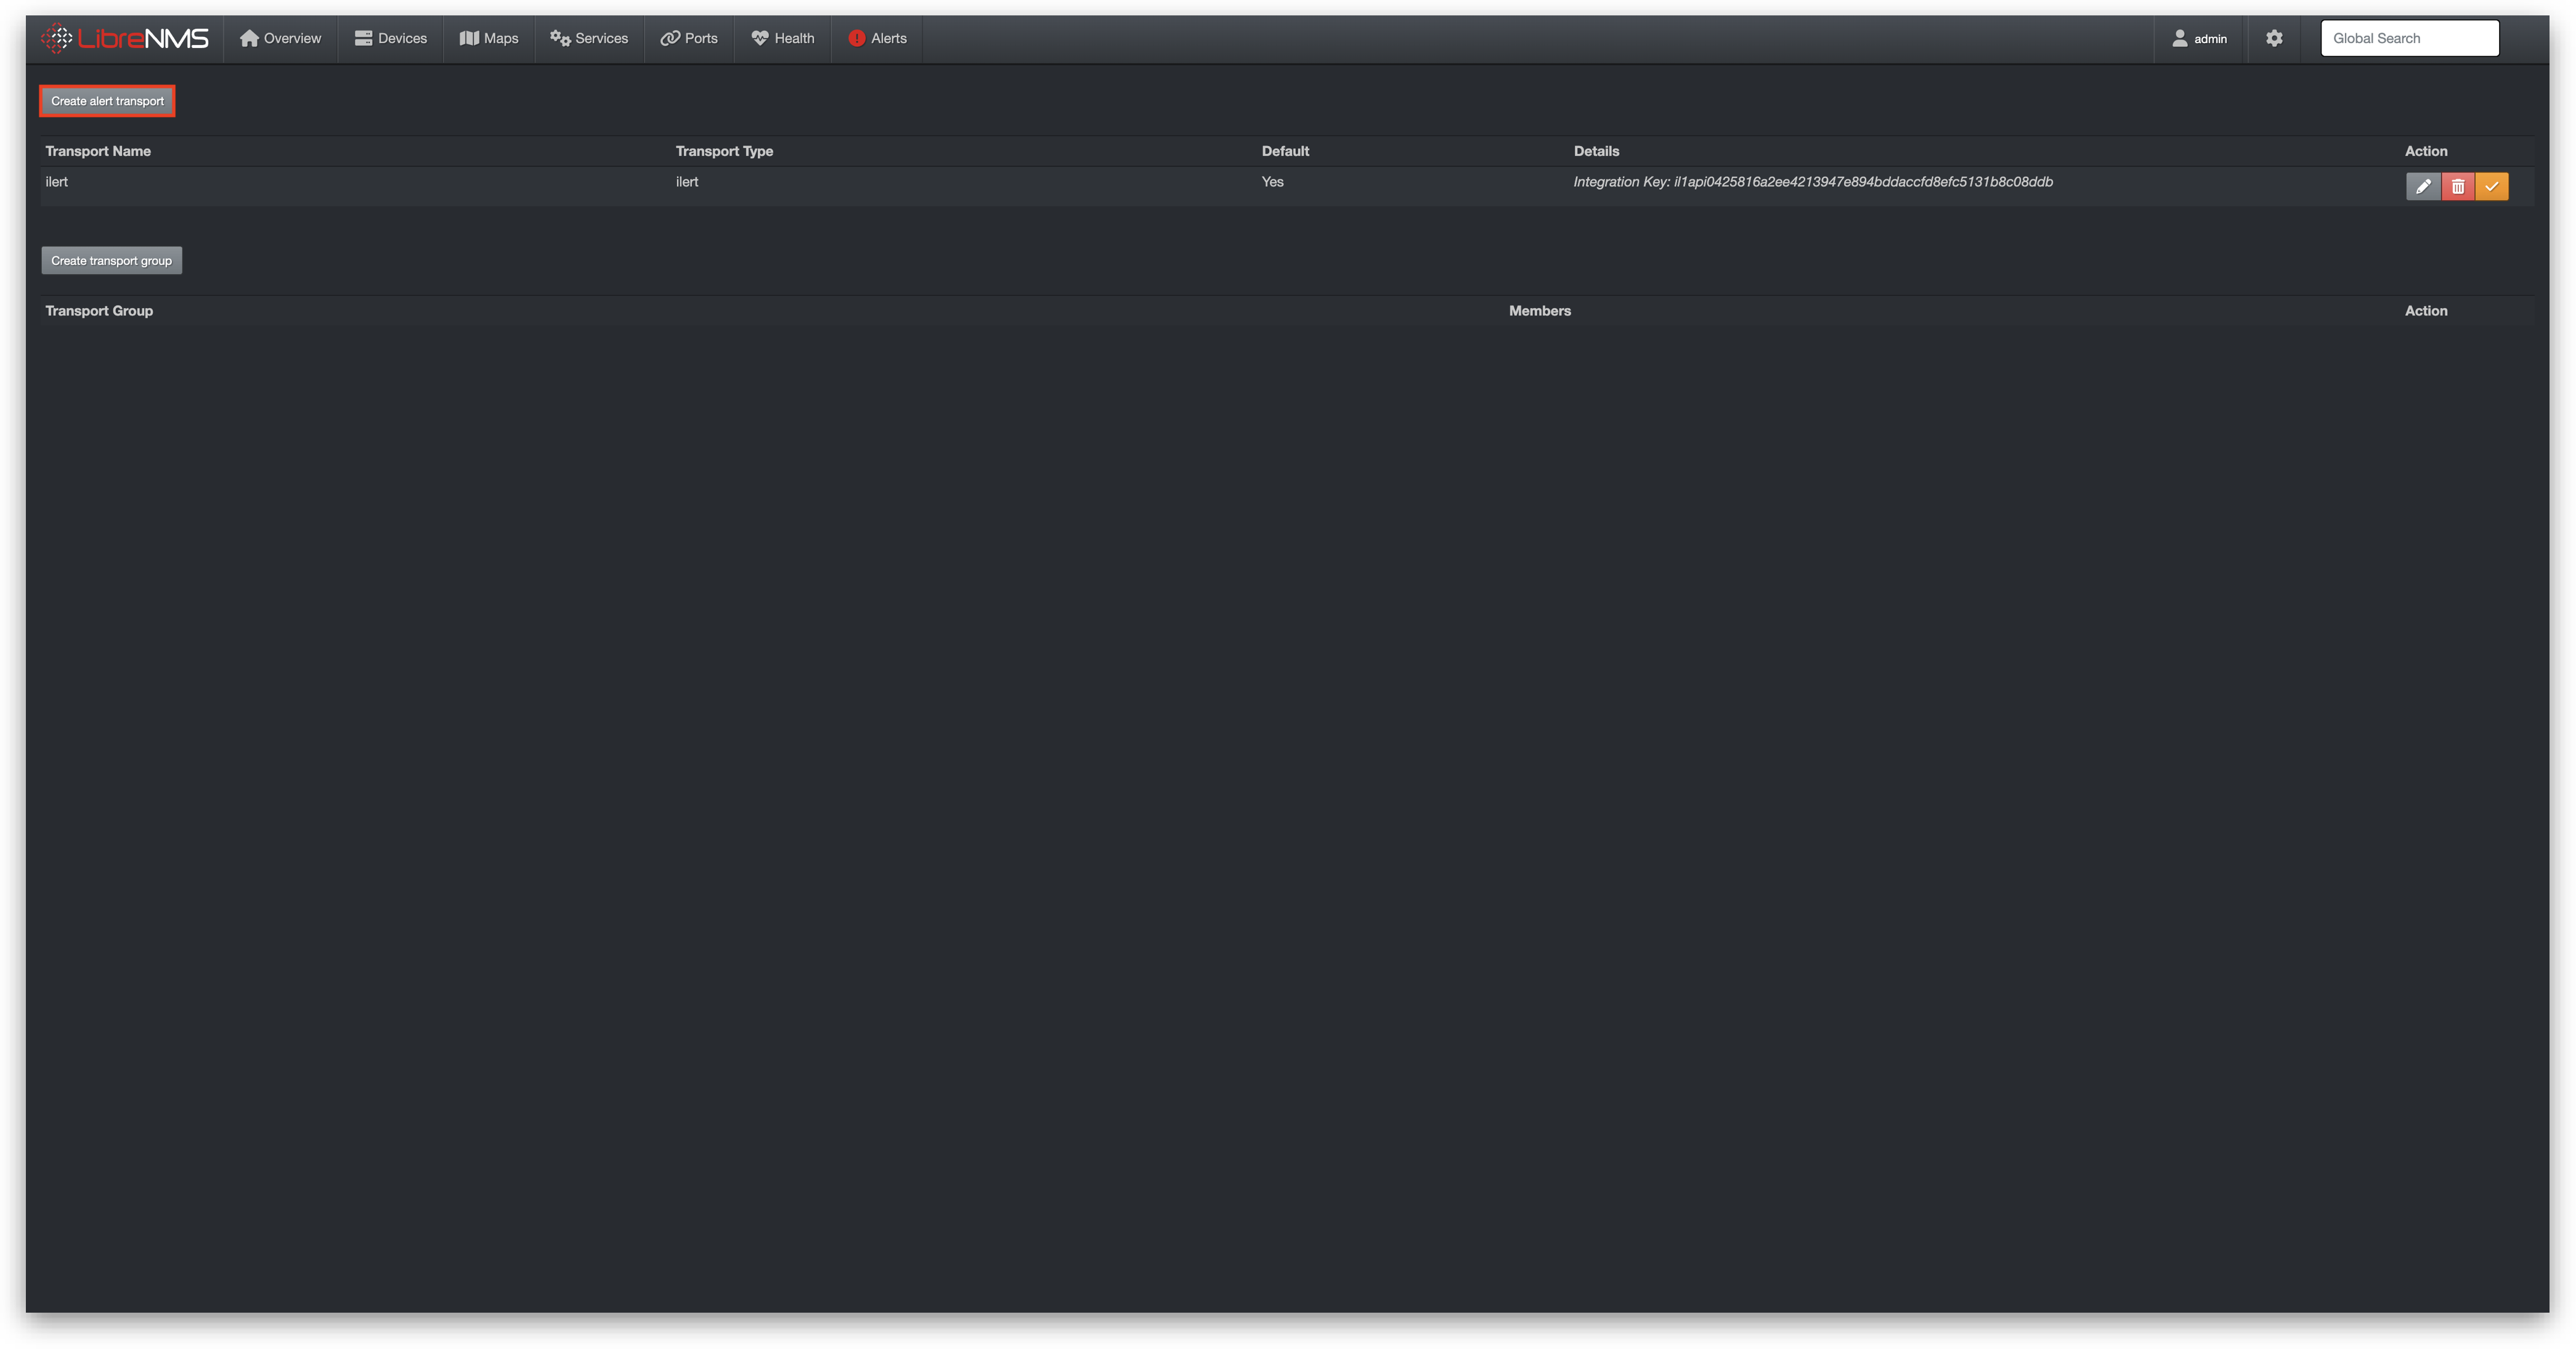 LibreNMS Overview Devices Maps Services Ports Health Alerts admin Global Search
Create alert transport
Transport Name Transport Type Default Details Action
ilert ilert Yes Integration Key: il1api0425816a2ee4213947e894bddaccfd8efc5131b8c08ddb
Create transport group
Transport Group Members Action